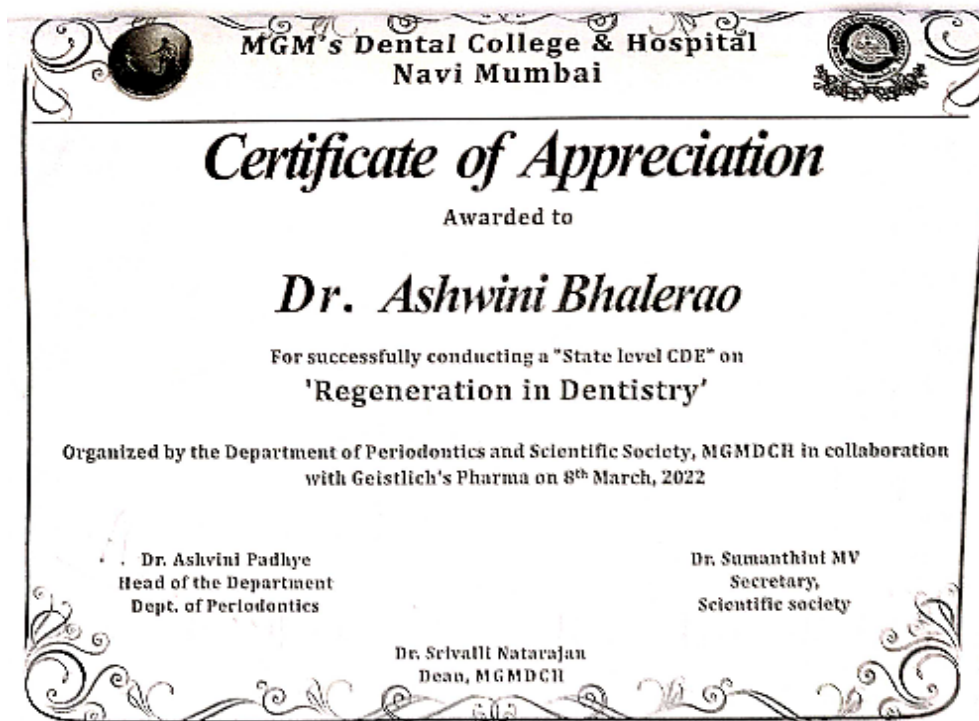 MGM's Dental College & Hospital
Navi Mumbai
Certificate of Appreciation
Awarded to
Dr. Ashwini Bhalerao
For successfully conducting a "State level CDE" on
'Regeneration in Dentistry'
Organized by the Department of Periodontics and Scientific Society, MGMDCH in collaboration
with Geistlich's Pharma on 8th March, 2022
Dr. Ashvini Padhye
Head of the Department
Dept. of Periodontics
Dr. Sumanthini MV
Secretary,
Scientific society
Dr. Srivalli Natarajan
Dean, MGMDCH